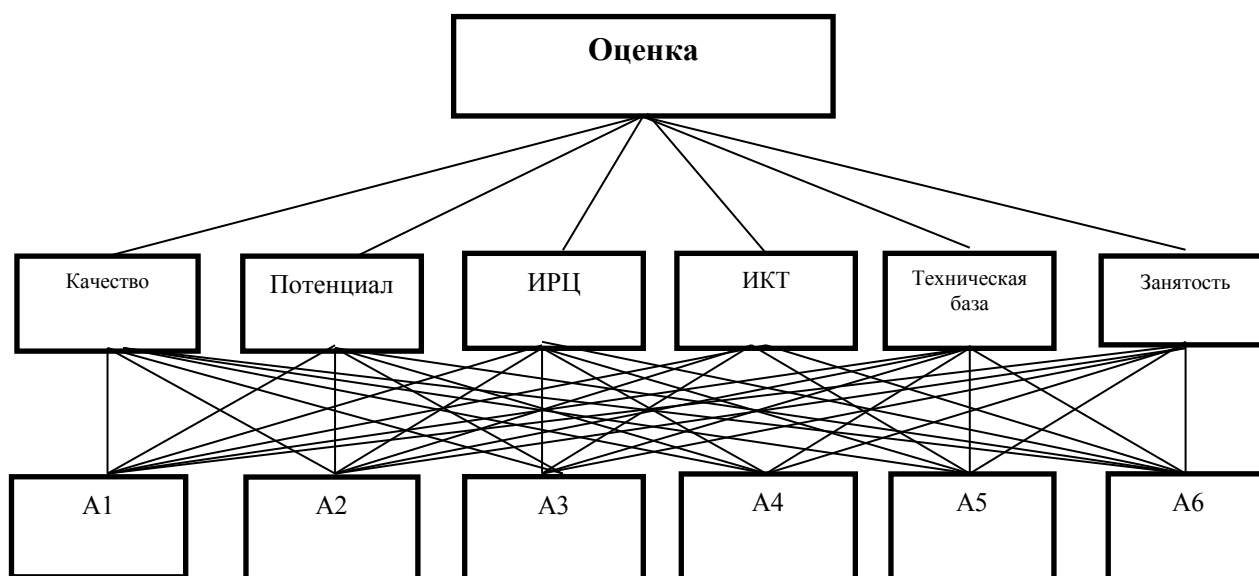 Оценка
Качество
Потенциал
ИРЦ
ИКТ
Техническая
база
Занятость
А1
А2
А3
А4
А5
А6